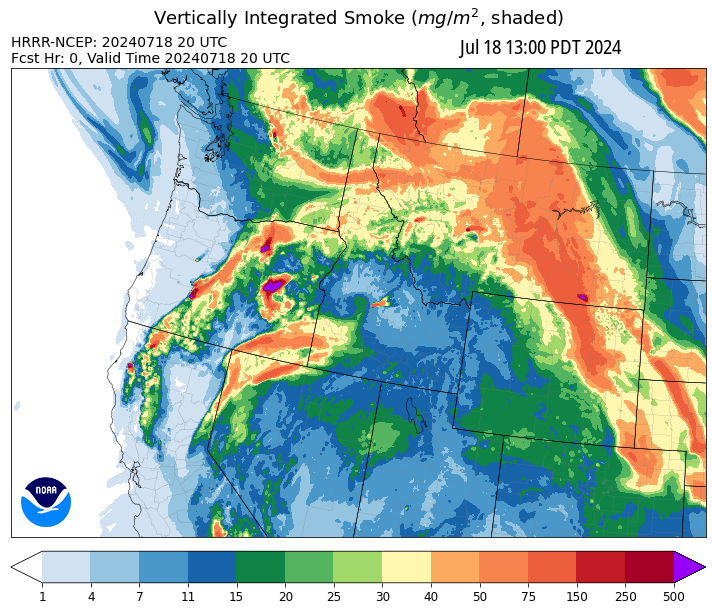 Vertically Integrated Smoke (mg/m², shaded)
HRRR-NCEP: 20240718 20 UTC
Jul 18 13:00 PDT 2024
Fcst Hr: 0, Valid Time 20240718 20 UTC
NOAA
1 4 7 11 15 20 25 30 40 50 75 150 250 500